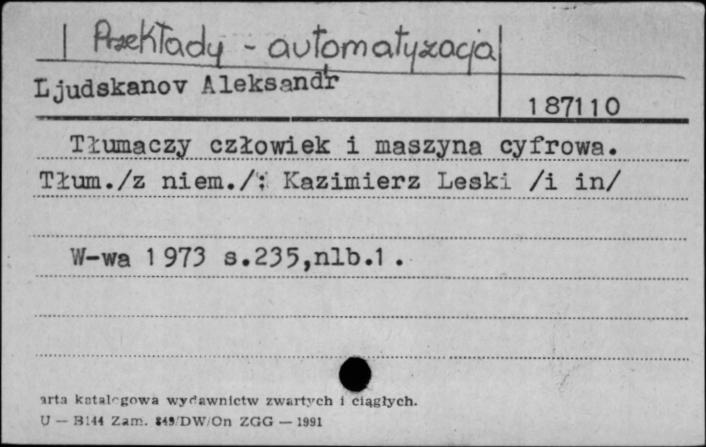 Przekłady - automatyzacja
Ljudskanov Aleksandr
187110
Tłumaczy człowiek i maszyna cyfrowa.
Tłum./z niem./: Kazimierz Leski /i in/
W-wa 1973 s.235,nlb.1.
arta katalogowa wydawnictw zwartych i ciągłych.
U — B144 Zam. 849/DW/On ZGG — 1991